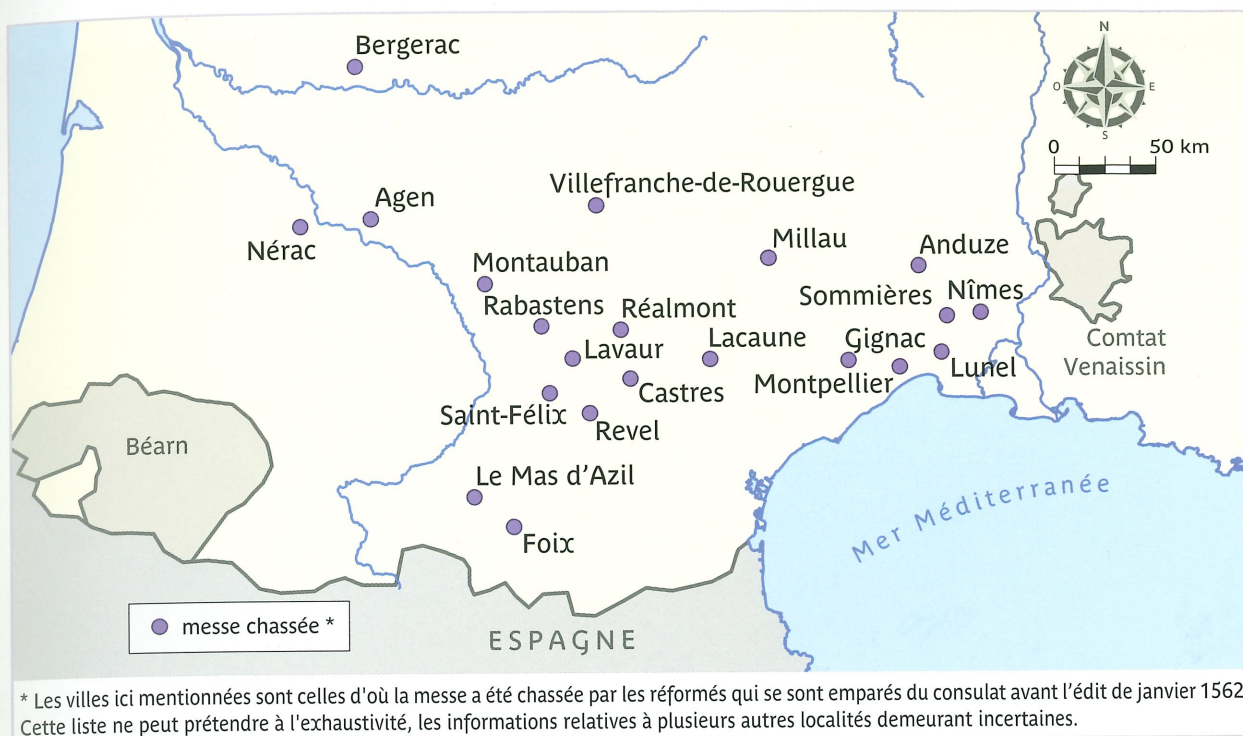 Bergerac
N
O
E
S
0 50 km
Villefranche-de-Rouergue
Agen
Nérac
Millau
Anduze
Montauban
Sommières
Nîmes
Rabastens
Réalmont
Lacaune
Gignac
Comtat
Venaissin
Lavaur
Lunel
Castres
Montpellier
Saint-Félix
Revel
Béarn
Le Mas d'Azil
Mer Méditerranée
Foix
messe chassée *
ESPAGNE
* Les villes ici mentionnées sont celles d'où la messe a été chassée par les réformés qui se sont emparés du consulat avant l'édit de janvier 1562
Cette liste ne peut prétendre à l'exhaustivité, les informations relatives à plusieurs autres localités demeurant incertaines.